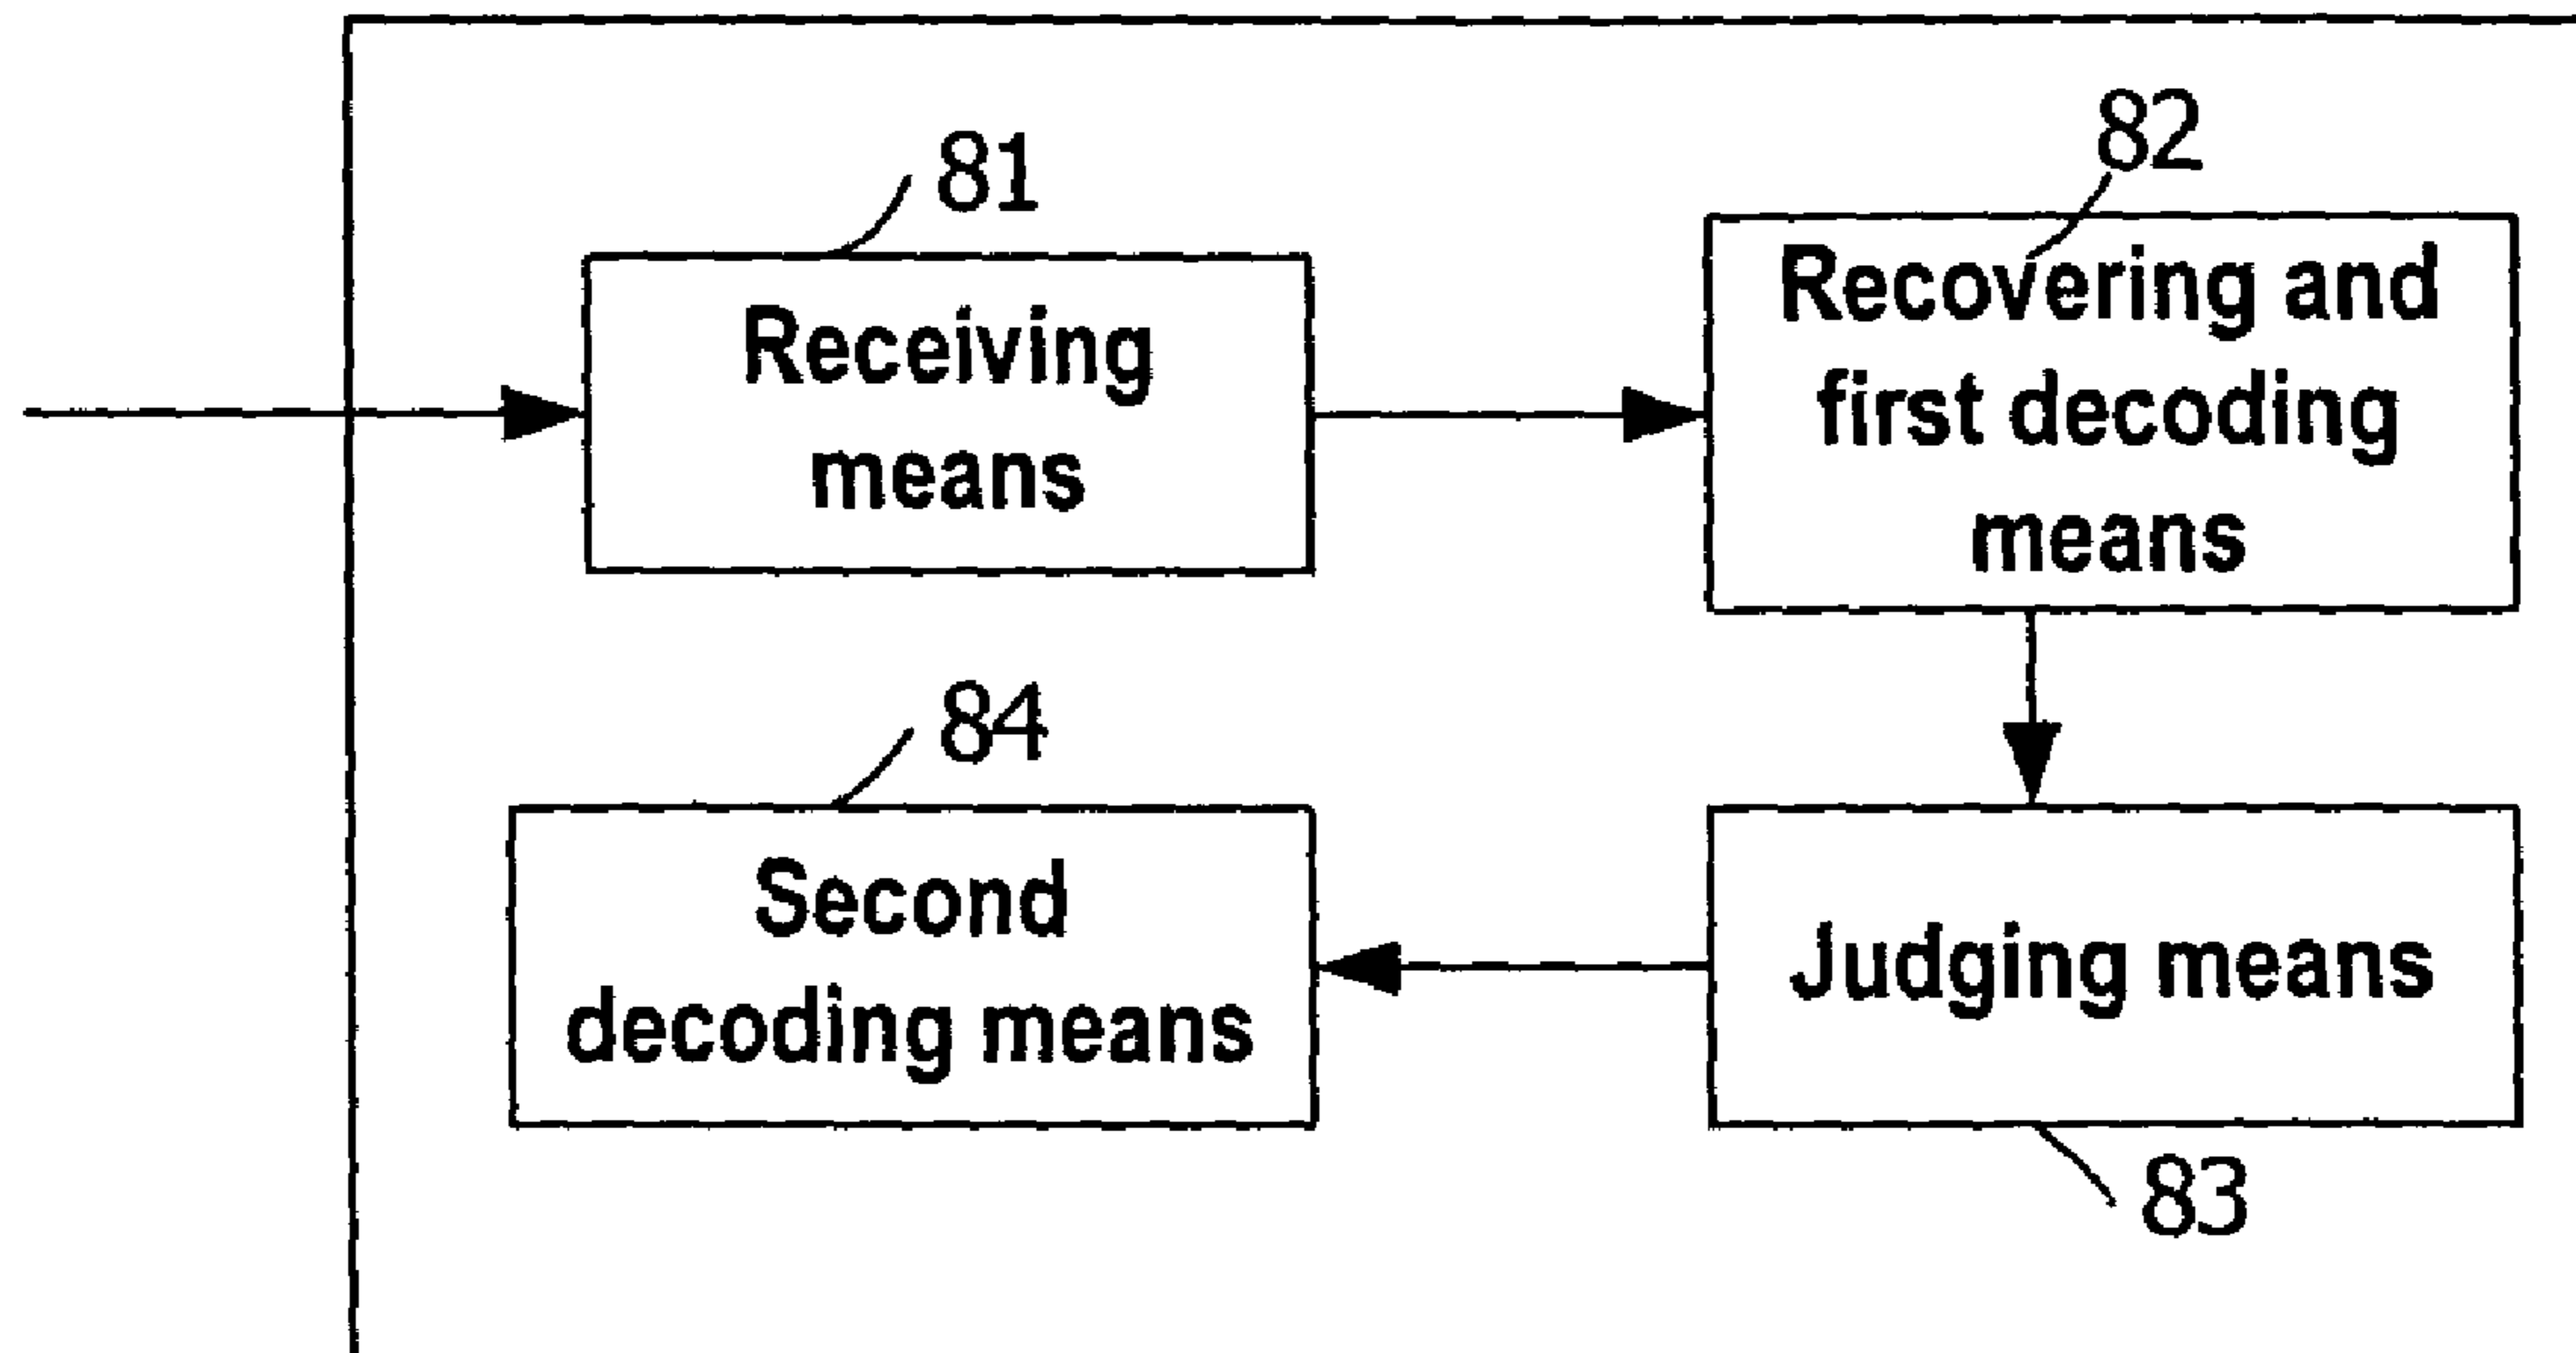 81
Receiving
means
82
Recovering and
first decoding
means
84
Second
decoding means
Judging means
83